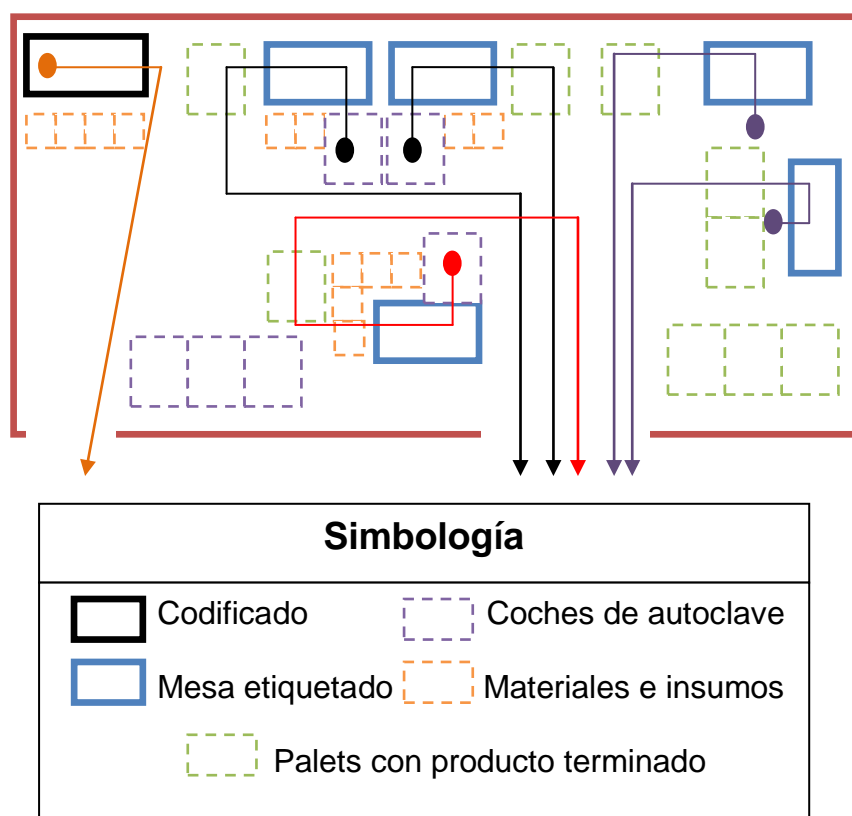 Simbología
Codificado
Coches de autoclave
Mesa etiquetado
Materiales e insumos
Palets con producto terminado